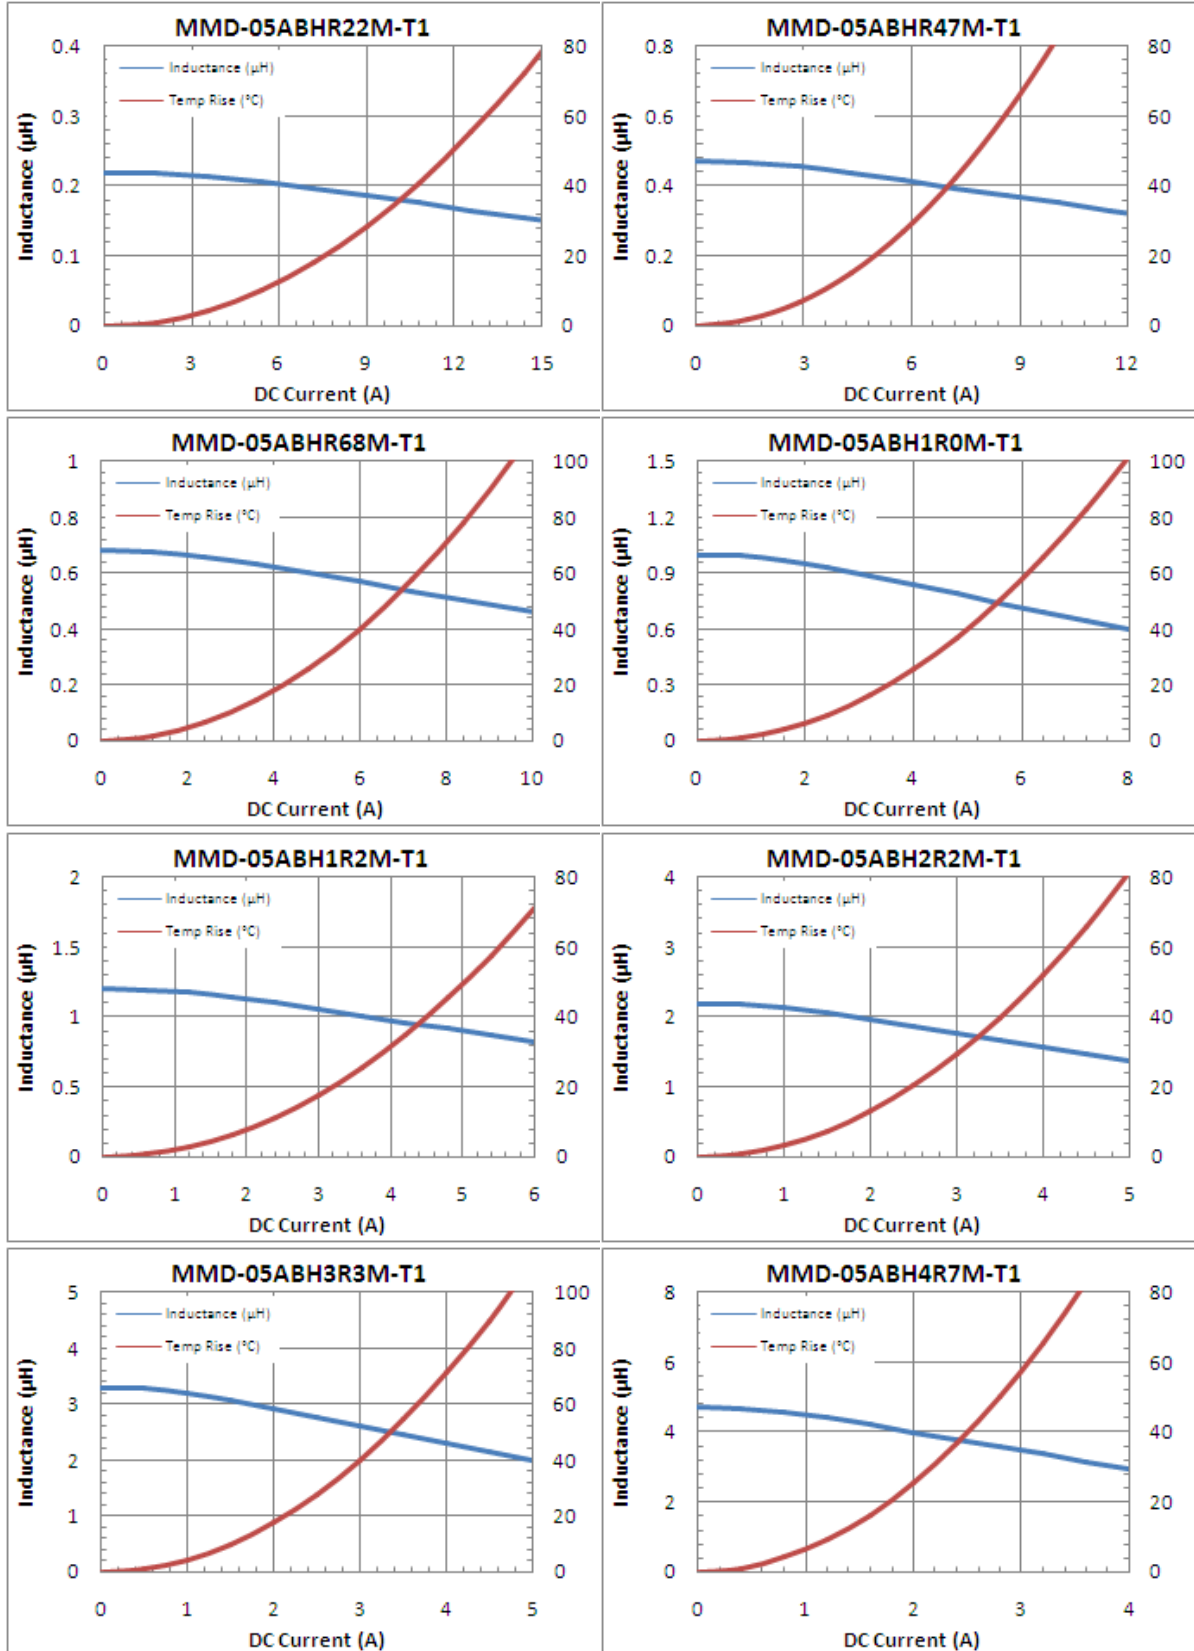 MMD-05ABHR22M-T1
Inductance (µH)
Temp Rise (°C)
Inductance (µH)
0.4
0.3
0.2
0.1
0
80
60
40
20
0
0 3 6 9 12 15
DC Current (A)
MMD-05ABHR47M-T1
Inductance (µH)
Temp Rise (°C)
Inductance (µH)
0.8
0.6
0.4
0.2
0
80
60
40
20
0
0 3 6 9 12
DC Current (A)
MMD-05ABHR68M-T1
Inductance (µH)
Temp Rise (°C)
Inductance (µH)
1
0.8
0.6
0.4
0.2
0
100
80
60
40
20
0
0 2 4 6 8 10
DC Current (A)
MMD-05ABH1R0M-T1
Inductance (µH)
Temp Rise (°C)
Inductance (µH)
1.5
1.2
0.9
0.6
0.3
0
100
80
60
40
20
0
0 2 4 6 8
DC Current (A)
MMD-05ABH1R2M-T1
Inductance (µH)
Temp Rise (°C)
Inductance (µH)
2
1.5
1
0.5
0
80
60
40
20
0
0 1 2 3 4 5 6
DC Current (A)
MMD-05ABH2R2M-T1
Inductance (µH)
Temp Rise (°C)
Inductance (µH)
4
3
2
1
0
80
60
40
20
0
0 1 2 3 4 5
DC Current (A)
MMD-05ABH3R3M-T1
Inductance (µH)
Temp Rise (°C)
Inductance (µH)
5
4
3
2
1
0
100
80
60
40
20
0
0 1 2 3 4 5
DC Current (A)
MMD-05ABH4R7M-T1
Inductance (µH)
Temp Rise (°C)
Inductance (µH)
8
6
4
2
0
80
60
40
20
0
0 1 2 3 4
DC Current (A)